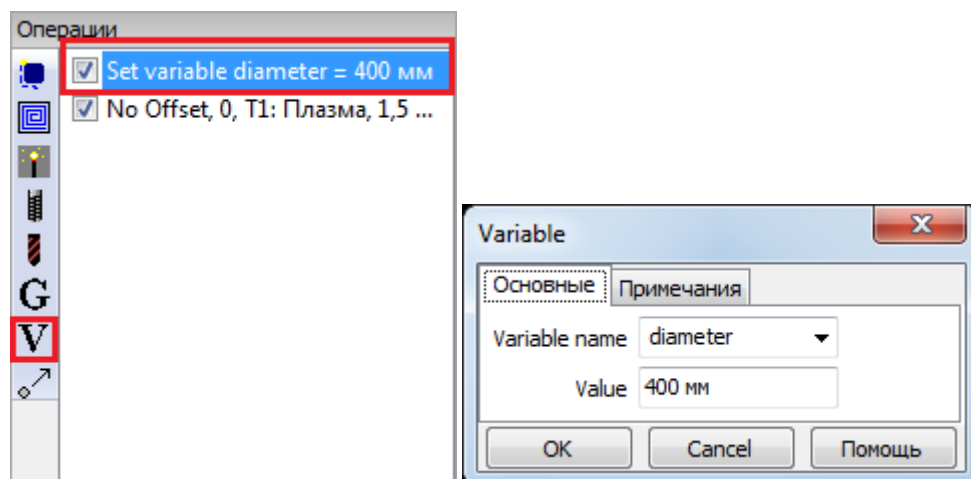 Операции
Set variable diameter = 400 мм
No Offset, 0, T1: Плазма, 1,5 ...
G
V
Variable
Основные
Примечания
Variable name diameter
Value 400 мм
OK Cancel Помощь